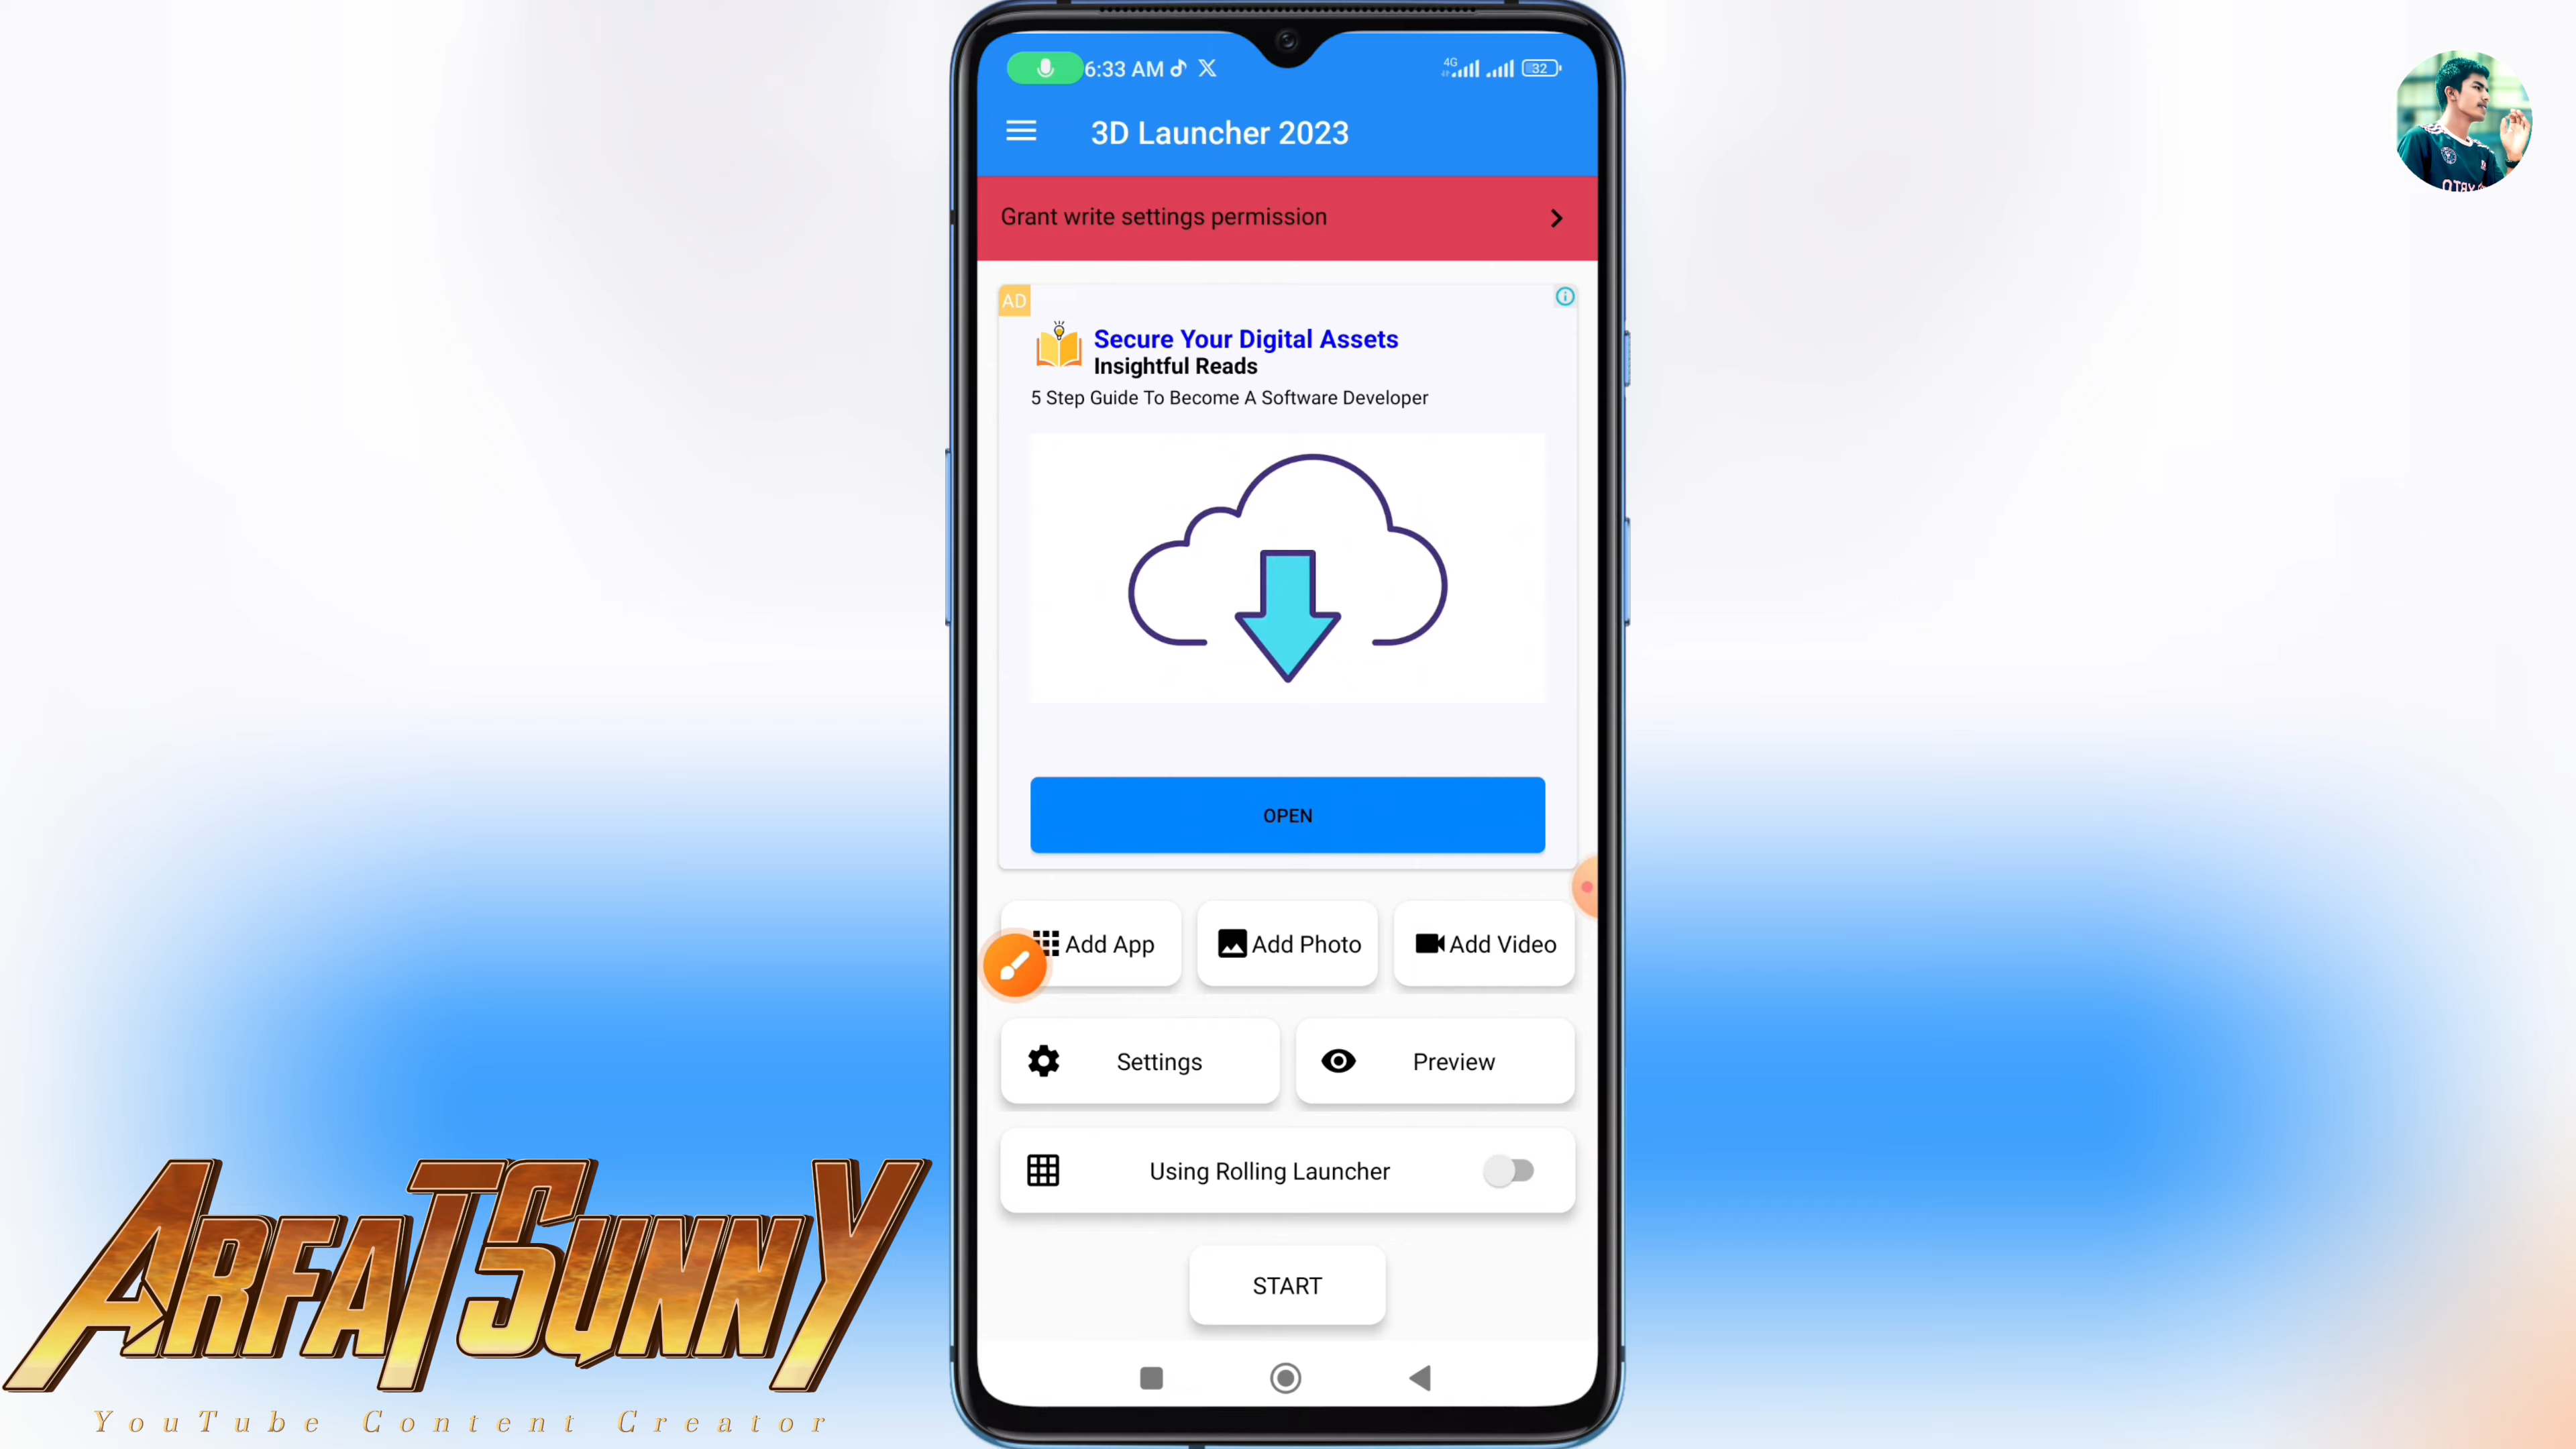 6:33 AM
4G
32
3D Launcher 2023
Grant write settings permission
AD
Secure Your Digital Assets
Insightful Reads
5 Step Guide To Become A Software Developer
OPEN
Add App
Add Photo
Add Video
Settings
Preview
Using Rolling Launcher
START
ARFATSUNNY
YouTube Content Creator